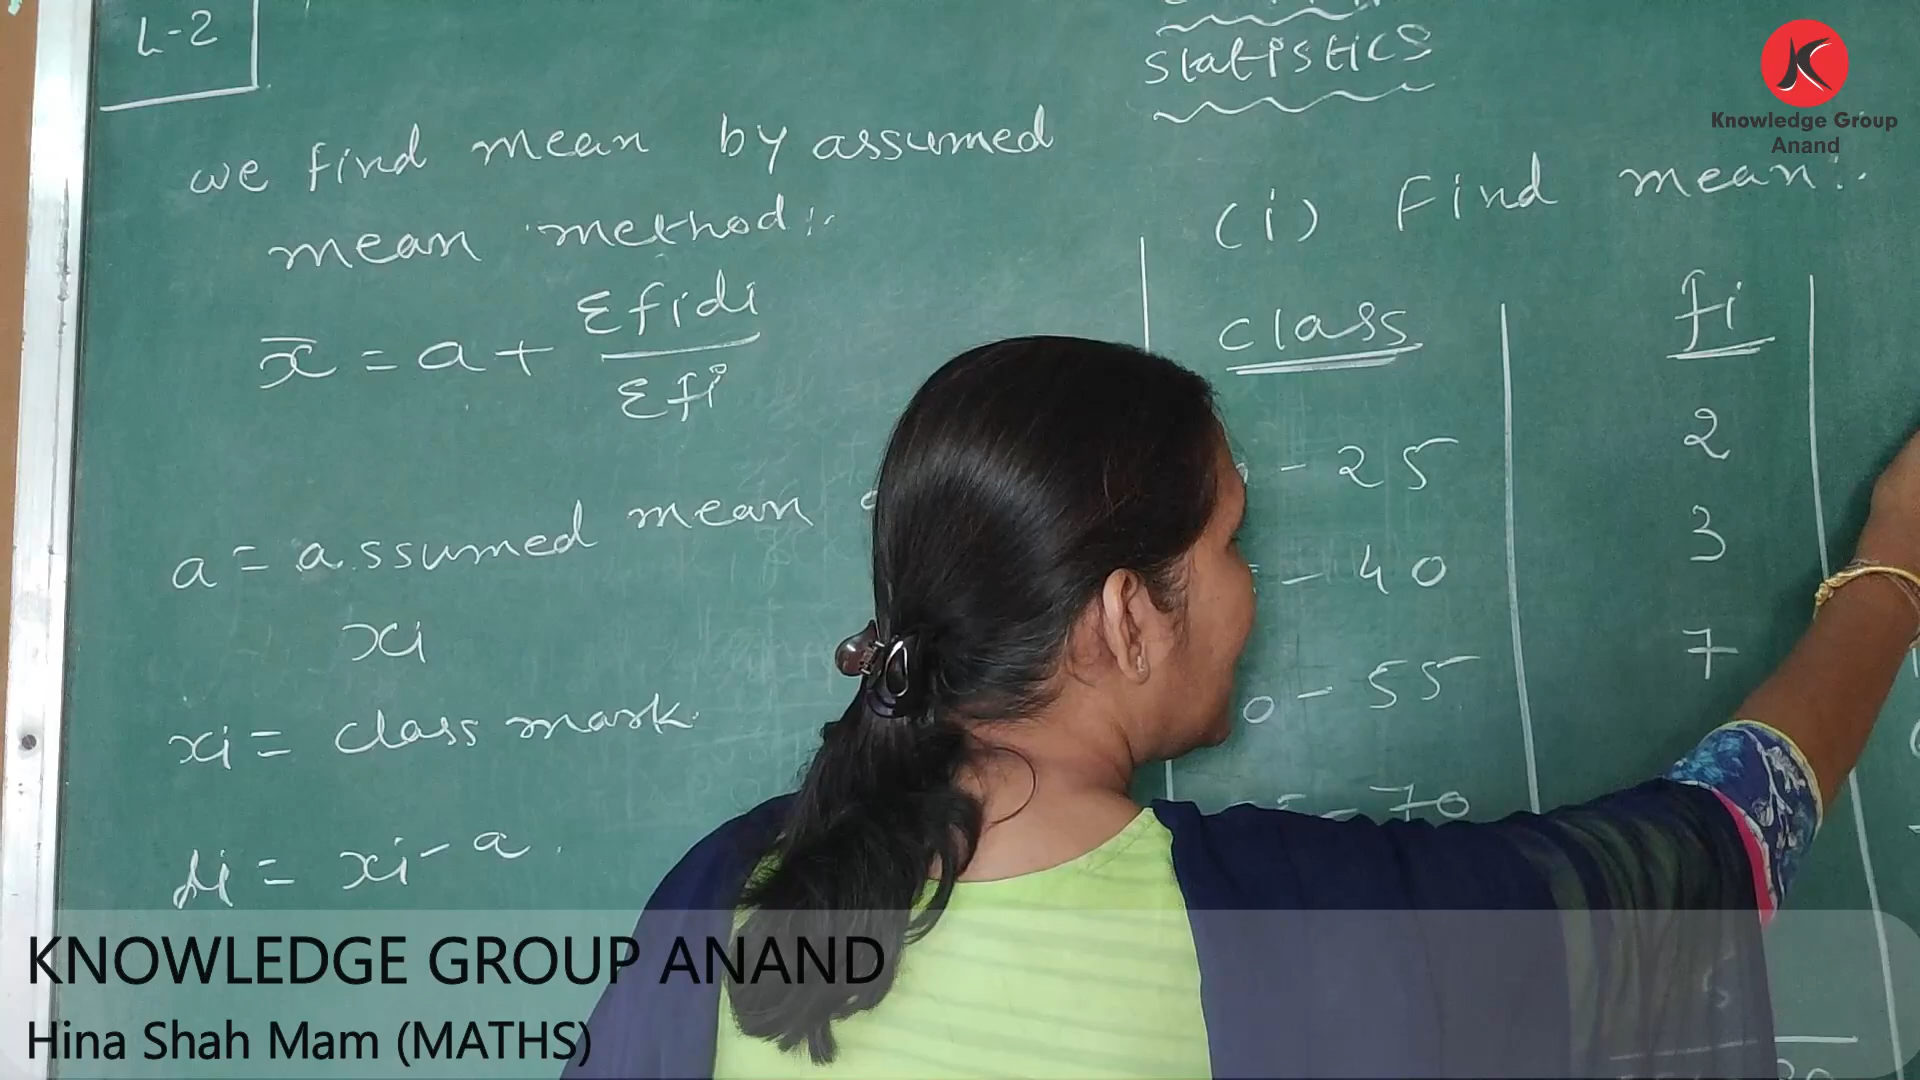 L-2
Statistics
we find mean by assumed
mean method:-
x̄ = a + Σfidi
Σfi
a = assumed mean
xi
xi = class mark
di = xi - a
(i) Find mean:-
class fi
- 25 2
- 40 3
0 - 55 7
- 70
Knowledge Group
Anand
KNOWLEDGE GROUP ANAND
Hina Shah Mam (MATHS)